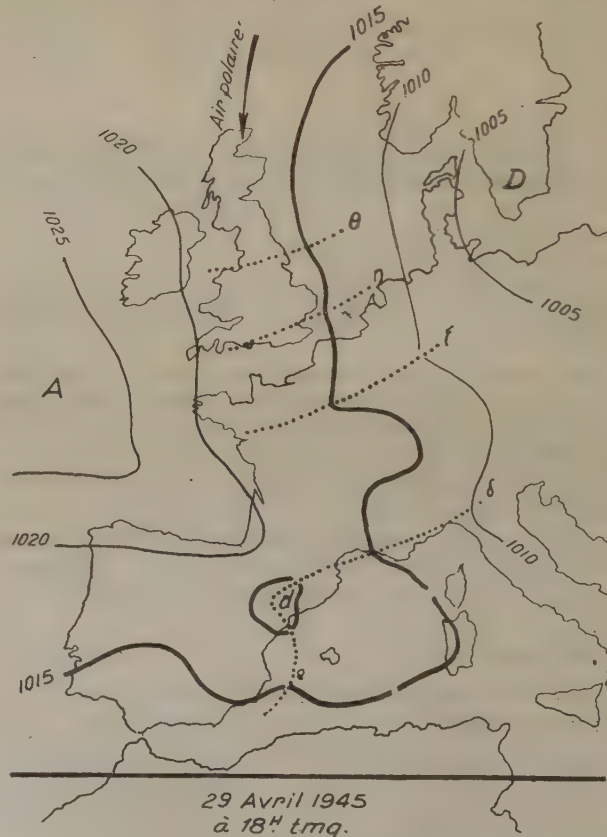 Air polaire
1015
1010
1005
1020
D
1025
θ
1005
A
f
δ
1020
1010
d
1015
29 Avril 1945
à 18H tmg.